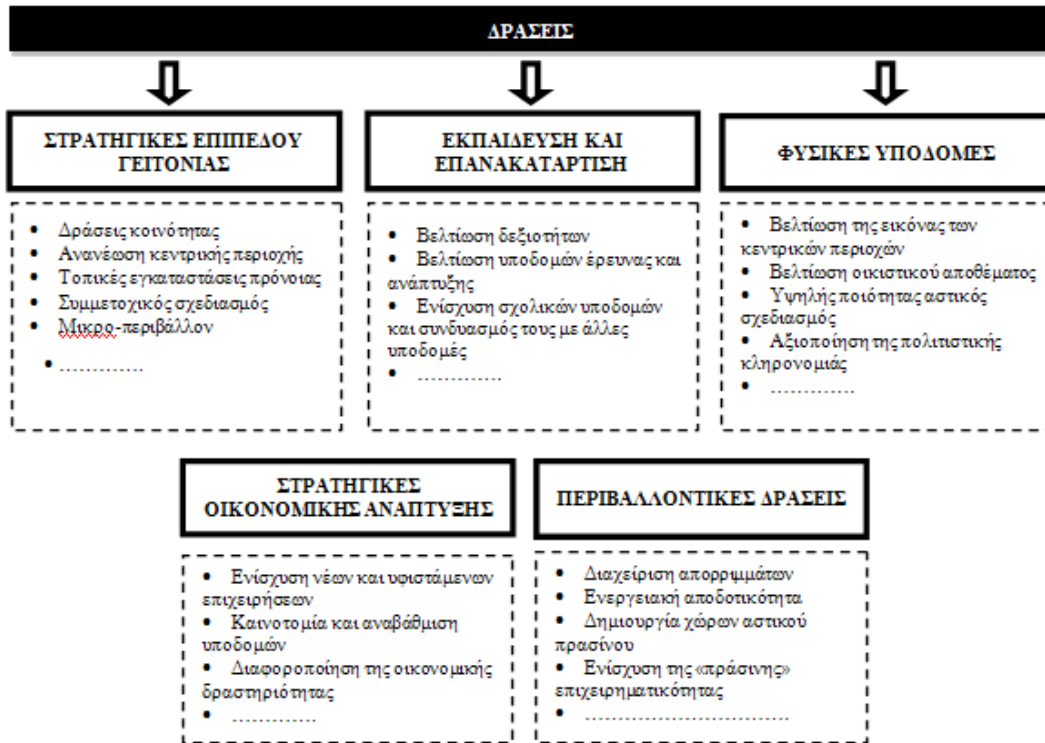 ΔΡΑΣΕΙΣ
ΣΤΡΑΤΗΓΙΚΕΣ ΕΠΙΠΕΔΟΥ
ΓΕΙΤΟΝΙΑΣ
• Δράσεις κοινότητας
• Ανανέωση κεντρικής περιοχής
• Τοπικές εγκαταστάσεις πρόνοιας
• Συμμετοχικός σχεδιασμός
• Μικρο-περιβάλλον
• ………….
ΕΚΠΑΙΔΕΥΣΗ ΚΑΙ
ΕΠΑΝΑΚΑΤΑΡΤΙΣΗ
• Βελτίωση δεξιοτήτων
• Βελτίωση υποδομών έρευνας και
ανάπτυξης
• Ενίσχυση σχολικών υποδομών
και συνδυασμός τους με άλλες
υποδομές
• ………….
ΦΥΣΙΚΕΣ ΥΠΟΔΟΜΕΣ
• Βελτίωση της εικόνας των
κεντρικών περιοχών
• Βελτίωση οικιστικού αποθέματος
• Υψηλής ποιότητας αστικός
σχεδιασμός
• Αξιοποίηση της πολιτιστικής
κληρονομιάς
• ………….
ΣΤΡΑΤΗΓΙΚΕΣ
ΟΙΚΟΝΟΜΙΚΗΣ ΑΝΑΠΤΥΞΗΣ
• Ενίσχυση νέων και υφιστάμενων
επιχειρήσεων
• Καινοτομία και αναβάθμιση
υποδομών
• Διαφοροποίηση της οικονομικής
δραστηριότητας
• ………….
ΠΕΡΙΒΑΛΛΟΝΤΙΚΕΣ ΔΡΑΣΕΙΣ
• Διαχείριση απορριμμάτων
• Ενεργειακή αποδοτικότητα
• Δημιουργία χώρων αστικού
πρασίνου
• Ενίσχυση της «πράσινης»
επιχειρηματικότητας
• …………………………….